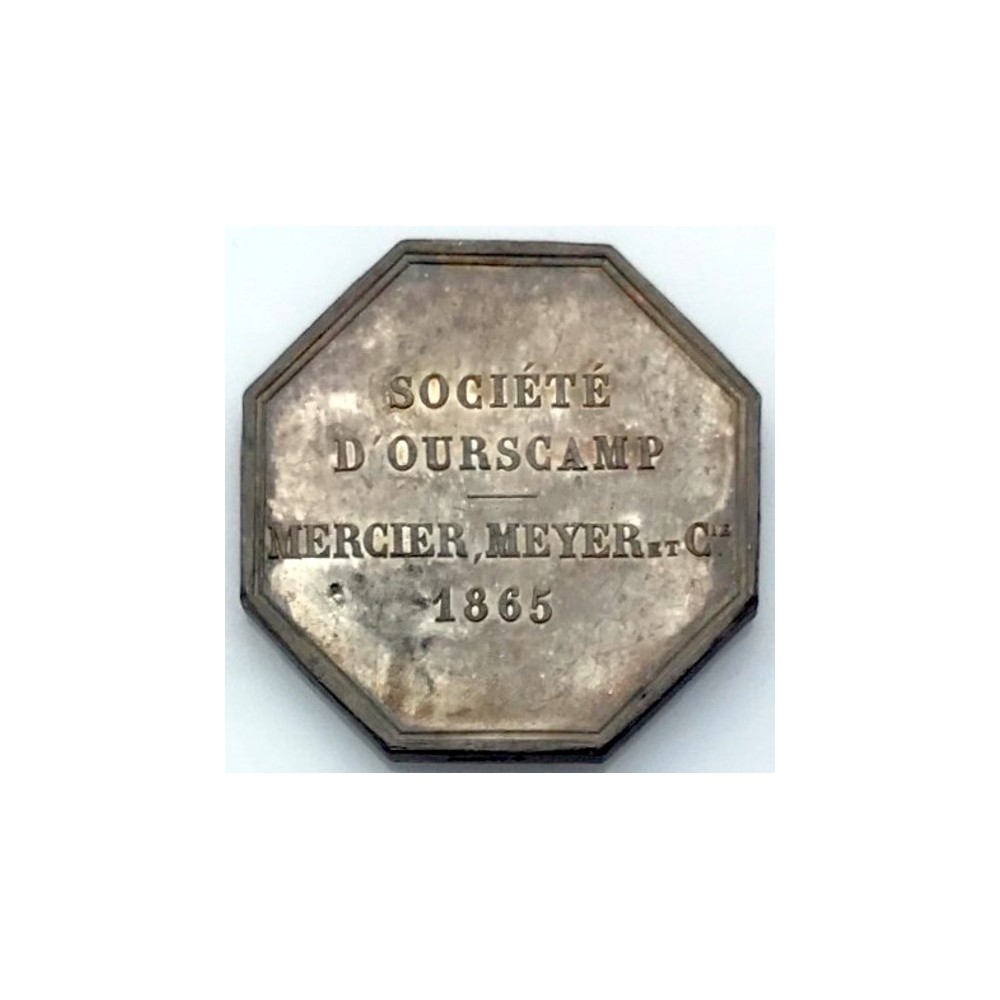 SOCIÉTÉ
D'OURSCAMP
MERCIER, MEYER ET CIE
1865